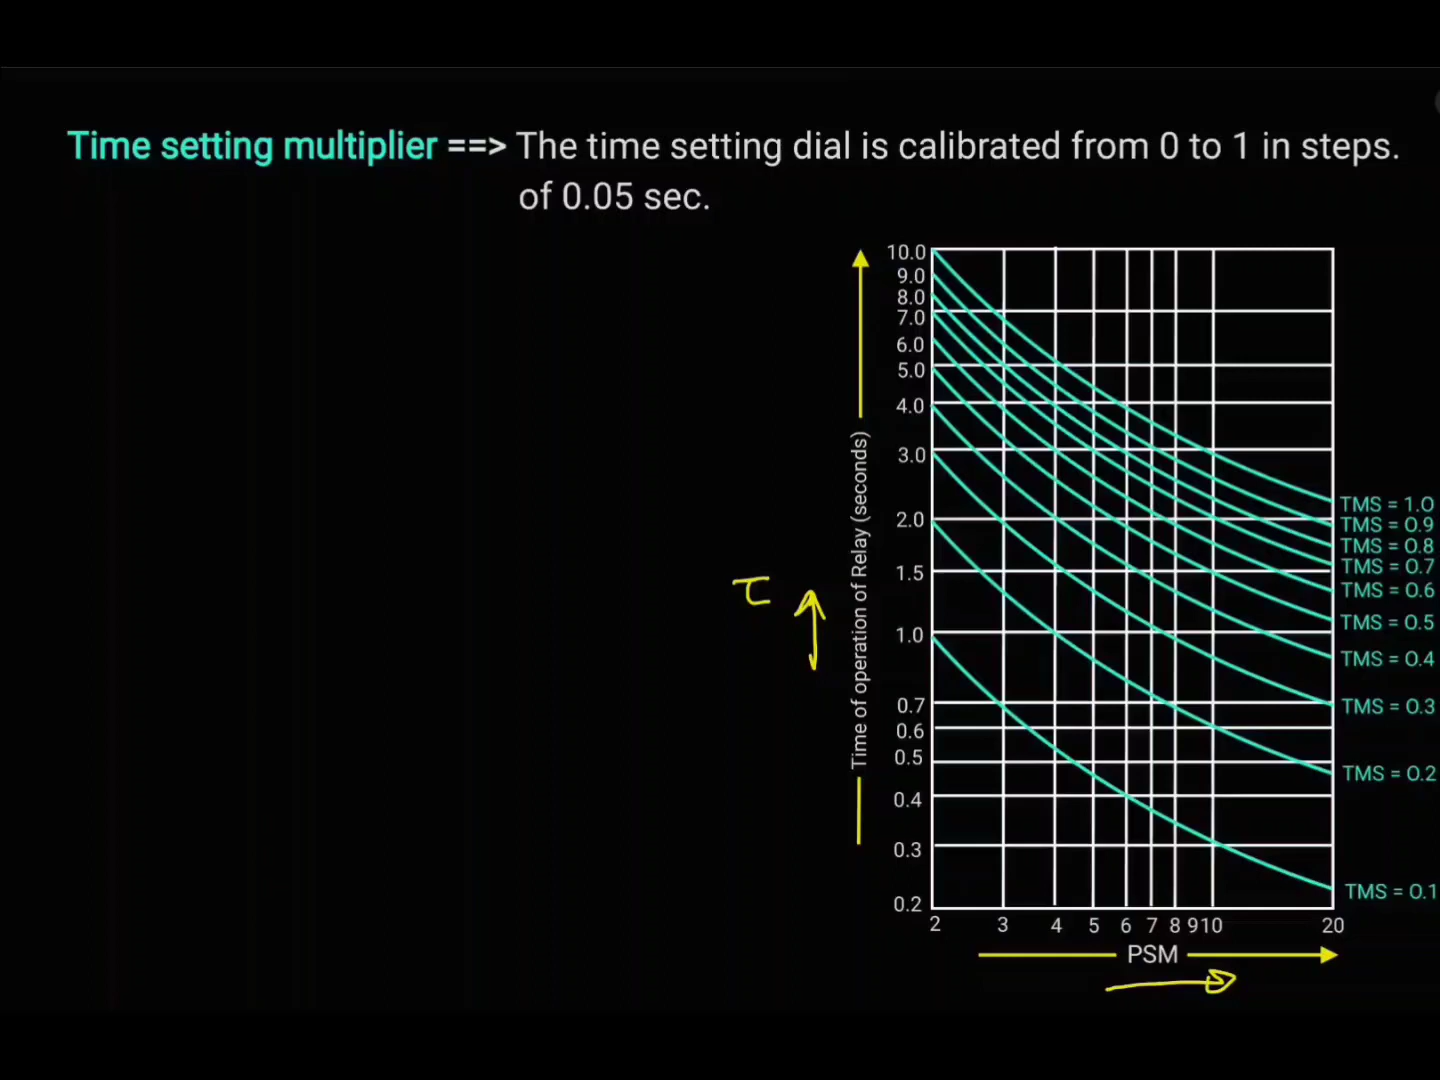 Time setting multiplier ==> The time setting dial is calibrated from 0 to 1 in steps.
of 0.05 sec.
10.0
9.0
8.0
7.0
6.0
5.0
4.0
3.0
2.0
1.5
1.0
0.7
0.6
0.5
0.4
0.3
0.2
Time of operation of Relay (seconds)
τ
TMS = 1.0
TMS = 0.9
TMS = 0.8
TMS = 0.7
TMS = 0.6
TMS = 0.5
TMS = 0.4
TMS = 0.3
TMS = 0.2
TMS = 0.1
2 3 4 5 6 7 8 9 10 20
PSM